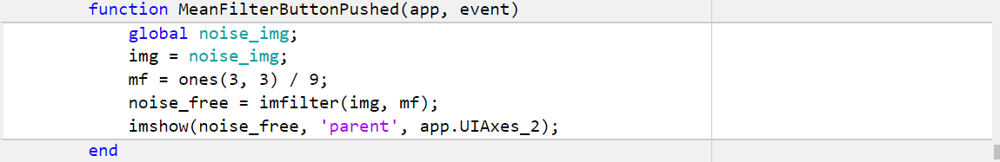 function MeanFilterButtonPushed(app, event)
global noise_img;
img = noise_img;
mf = ones(3, 3) / 9;
noise_free = imfilter(img, mf);
imshow(noise_free, 'parent', app.UIAxes_2);
end